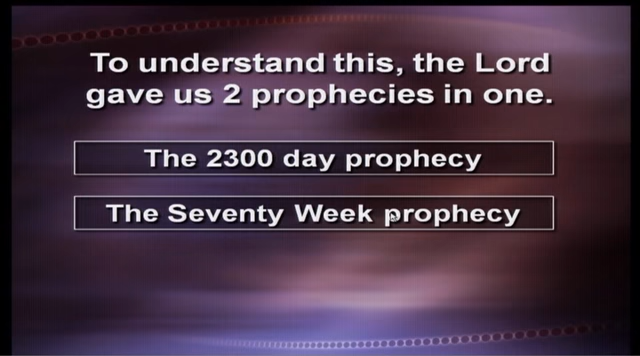 To understand this, the Lord
gave us 2 prophecies in one.
The 2300 day prophecy
The Seventy Week prophecy